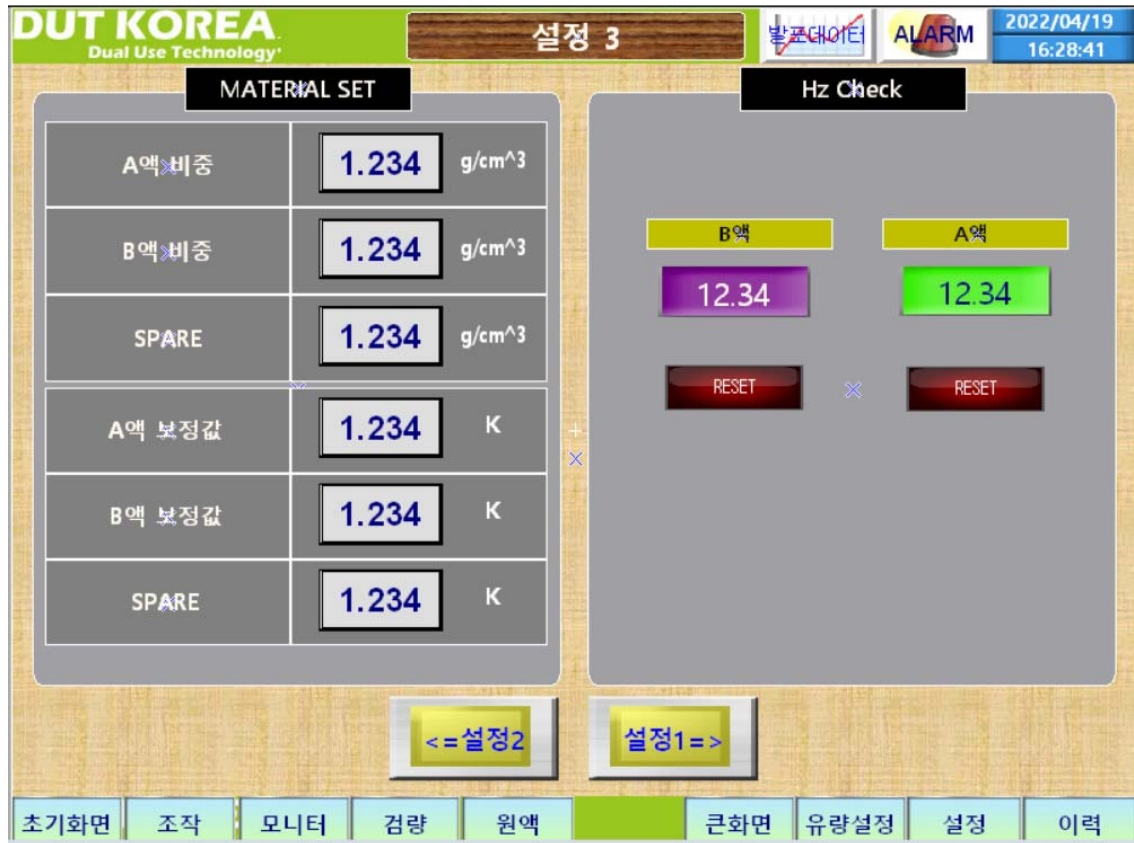 DUT KOREA
Dual Use Technology
설정 3
발포데이터
ALARM
2022/04/19
16:28:41
MATERIAL SET
A액 비중
1.234
g/cm^3
B액 비중
1.234
g/cm^3
SPARE
1.234
g/cm^3
A액 보정값
1.234
K
B액 보정값
1.234
K
SPARE
1.234
K
Hz Check
B액
A액
12.34
12.34
RESET
RESET
<=설정2
설정1=>
초기화면
조작
모니터
검량
원액
큰화면
유량설정
설정
이력